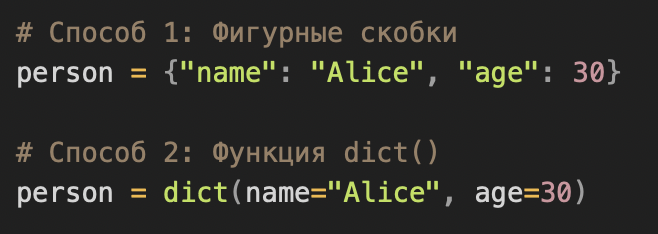 # Способ 1: Фигурные скобки
person = {"name": "Alice", "age": 30}
# Способ 2: Функция dict()
person = dict(name="Alice", age=30)